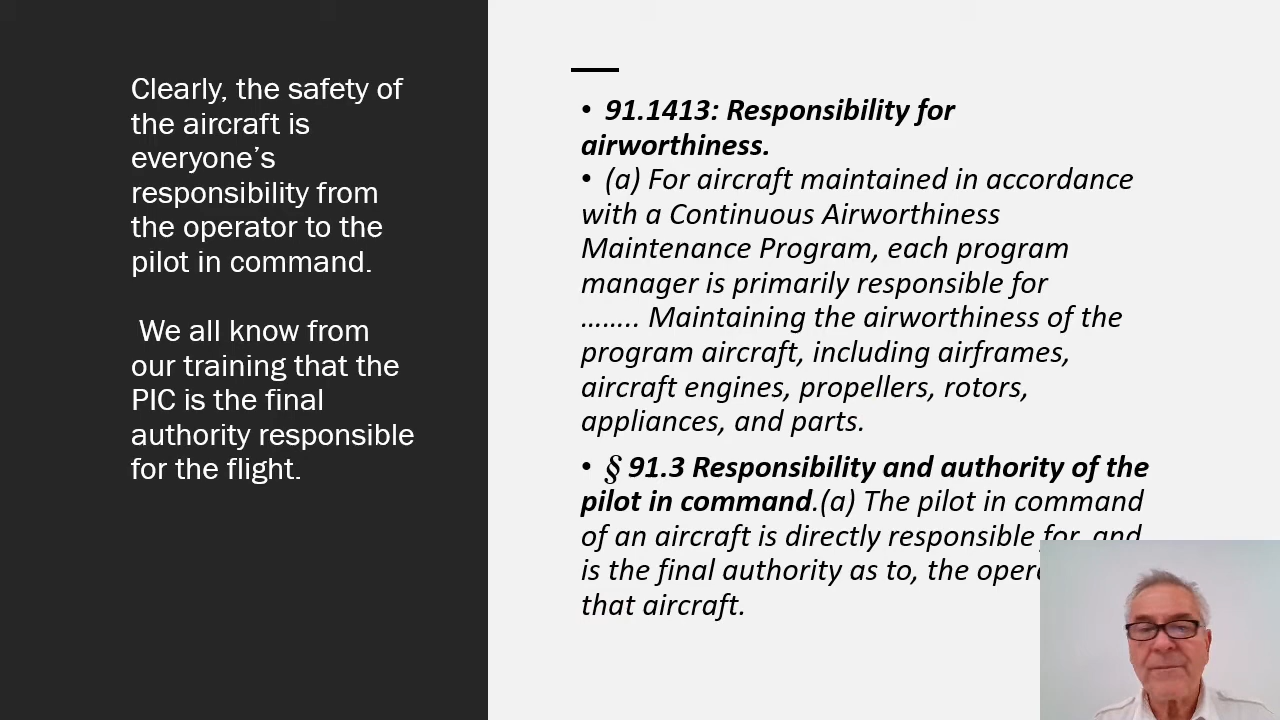 Clearly, the safety of
the aircraft is
everyone's
responsibility from
the operator to the
pilot in command.
We all know from
our training that the
PIC is the final
authority responsible
for the flight.
• 91.1413: Responsibility for
airworthiness.
• (a) For aircraft maintained in accordance
with a Continuous Airworthiness
Maintenance Program, each program
manager is primarily responsible for
…….. Maintaining the airworthiness of the
program aircraft, including airframes,
aircraft engines, propellers, rotors,
appliances, and parts.
• § 91.3 Responsibility and authority of the
pilot in command.(a) The pilot in command
of an aircraft is directly responsible for, and
is the final authority as to, the
that aircraft.